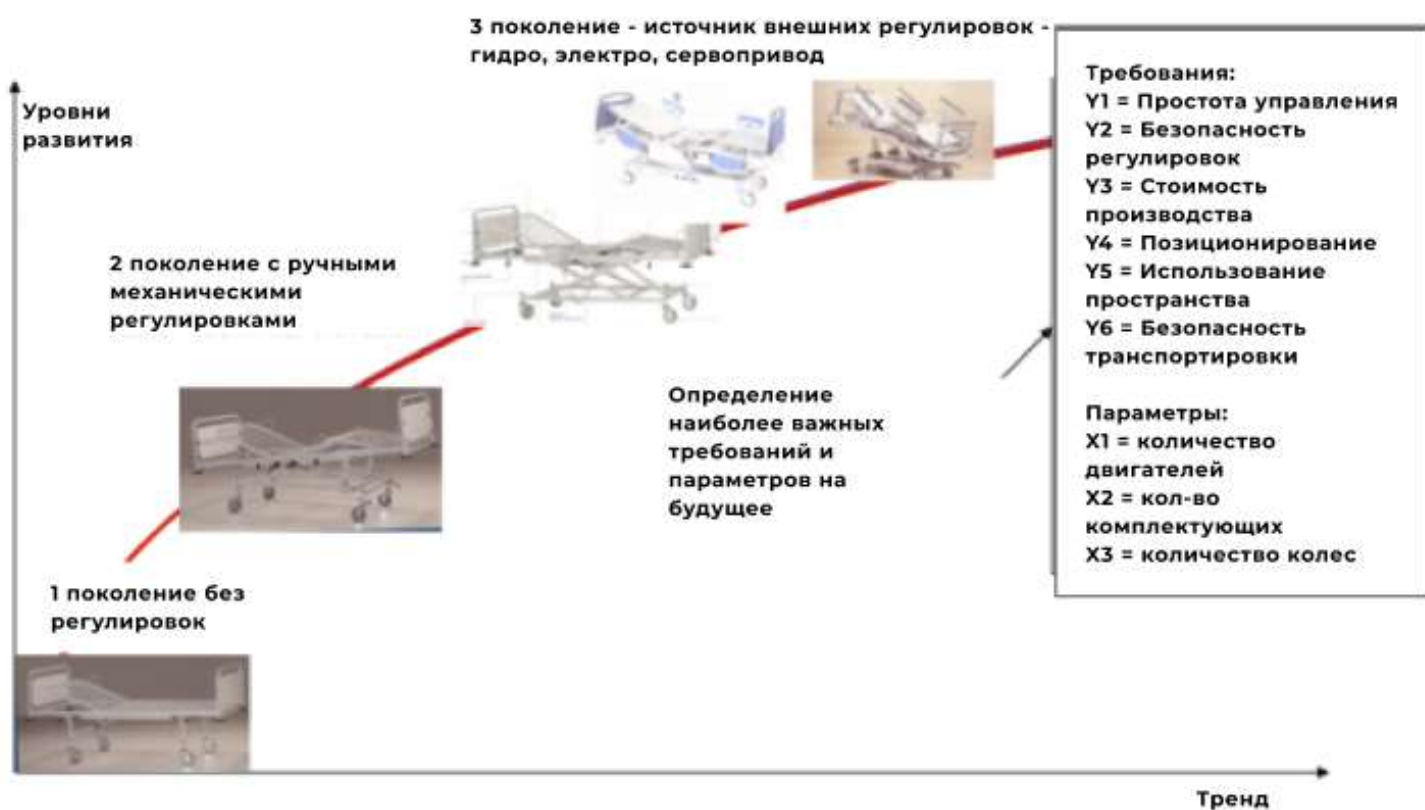 3 поколение - источник внешних регулировок -
гидро, электро, сервопривод
Уровни
развития
Требования:
Y1 = Простота управления
Y2 = Безопасность
регулировок
Y3 = Стоимость
производства
Y4 = Позиционирование
Y5 = Использование
пространства
Y6 = Безопасность
транспортировки
Параметры:
X1 = количество
двигателей
X2 = кол-во
комплектующих
X3 = количество колес
2 поколение с ручными
механическими
регулировками
Определение
наиболее важных
требований и
параметров на
будущее
1 поколение без
регулировок
Тренд